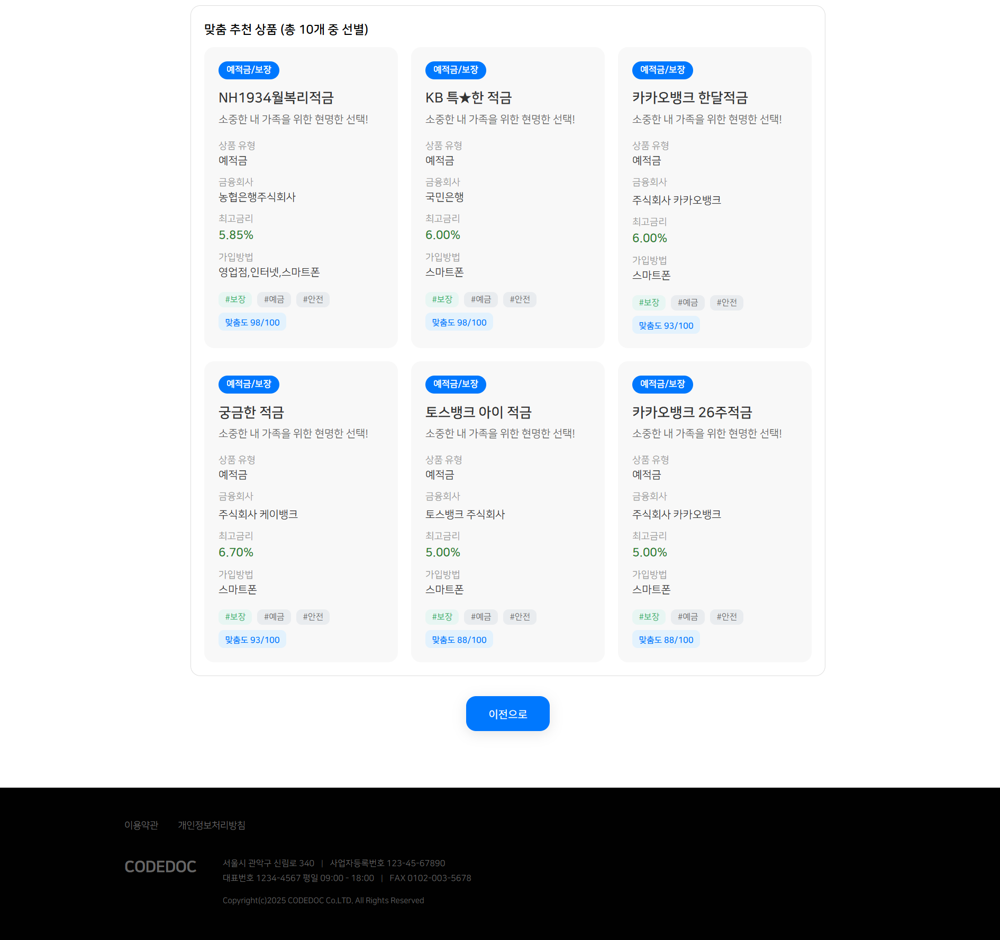 맞춤 추천 상품 (총 10개 중 선별)
예적금/보장
NH1934월복리적금
소중한 내 가족을 위한 현명한 선택!
상품 유형
예적금
금융회사
농협은행주식회사
최고금리
5.85%
가입방법
영업점,인터넷,스마트폰
#보장 #예금 #안전
맞춤도 98/100
예적금/보장
KB 특★한 적금
소중한 내 가족을 위한 현명한 선택!
상품 유형
예적금
금융회사
국민은행
최고금리
6.00%
가입방법
스마트폰
#보장 #예금 #안전
맞춤도 98/100
예적금/보장
카카오뱅크 한달적금
소중한 내 가족을 위한 현명한 선택!
상품 유형
예적금
금융회사
주식회사 카카오뱅크
최고금리
6.00%
가입방법
스마트폰
#보장 #예금 #안전
맞춤도 93/100
예적금/보장
궁금한 적금
소중한 내 가족을 위한 현명한 선택!
상품 유형
예적금
금융회사
주식회사 케이뱅크
최고금리
6.70%
가입방법
스마트폰
#보장 #예금 #안전
맞춤도 93/100
예적금/보장
토스뱅크 아이 적금
소중한 내 가족을 위한 현명한 선택!
상품 유형
예적금
금융회사
토스뱅크 주식회사
최고금리
5.00%
가입방법
스마트폰
#보장 #예금 #안전
맞춤도 88/100
예적금/보장
카카오뱅크 26주적금
소중한 내 가족을 위한 현명한 선택!
상품 유형
예적금
금융회사
주식회사 카카오뱅크
최고금리
5.00%
가입방법
스마트폰
#보장 #예금 #안전
맞춤도 88/100
이전으로
이용약관 개인정보처리방침
CODEDOC
서울시 관악구 신림로 340 | 사업자등록번호 123-45-67890
대표번호 1234-4567 평일 09:00 - 18:00 | FAX 0102-003-5678
Copyright(c)2025 CODEDOC Co.LTD. All Rights Reserved